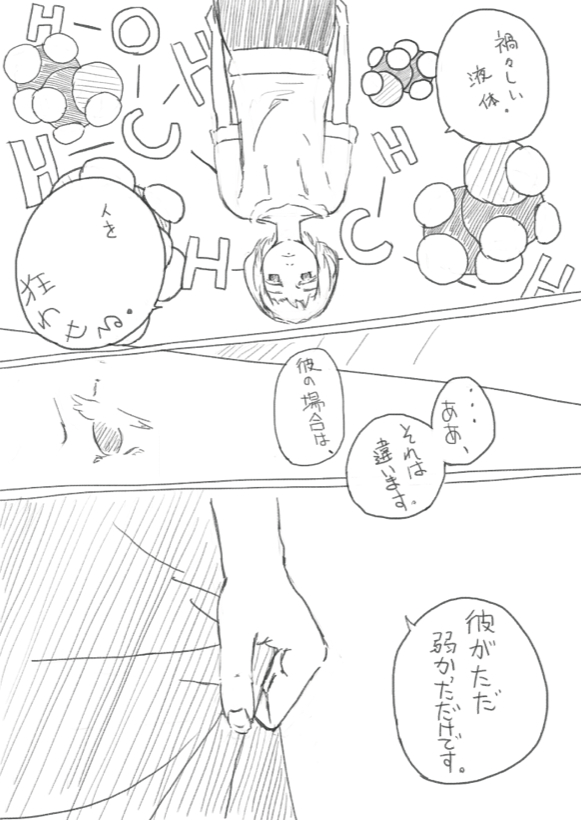 禍々しい
液体。
人を
狂わせる。
H
O
H
C
H
H
C
H
H
彼の場合は、
…ああ、
それは
違います。
彼がただ
弱かっただけです。